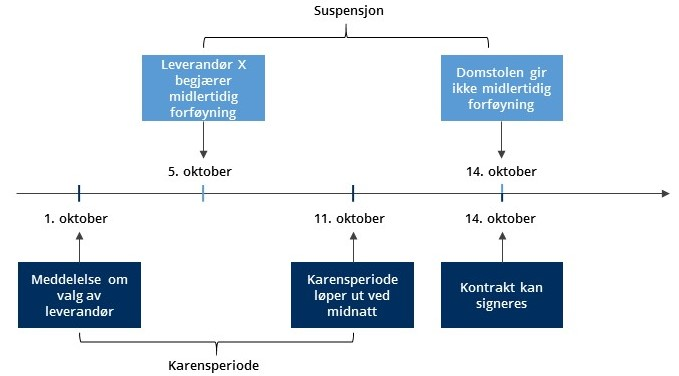 Suspensjon
Leverandør X
begjærer
midlertidig
forføyning
Domstolen gir
ikke midlertidig
forføyning
5. oktober
14. oktober
1. oktober
11. oktober
14. oktober
Meddelelse om
valg av
leverandør
Karensperiode
løper ut ved
midnatt
Kontrakt kan
signeres
Karensperiode